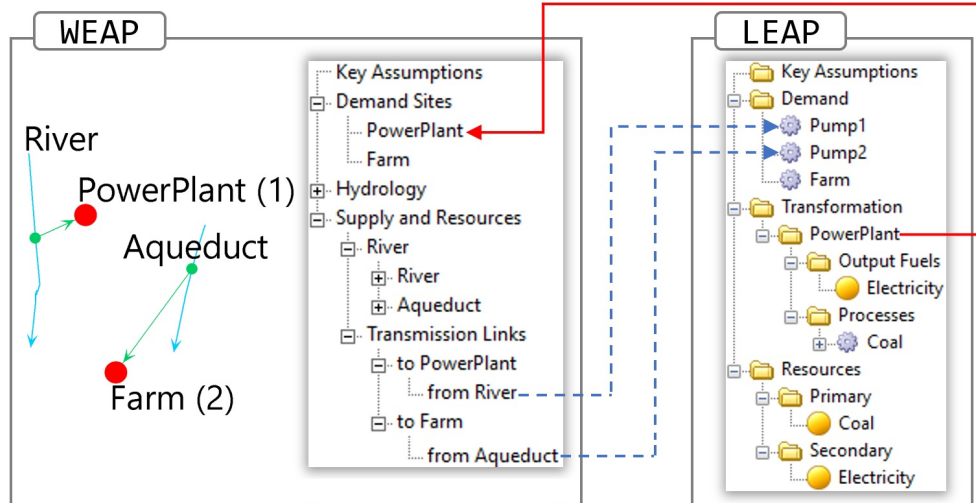 WEAP
River
PowerPlant (1)
Aqueduct
Farm (2)
Key Assumptions
Demand Sites
PowerPlant
Farm
Hydrology
Supply and Resources
River
River
Aqueduct
Transmission Links
to PowerPlant
from River
to Farm
from Aqueduct
LEAP
Key Assumptions
Demand
Pump1
Pump2
Farm
Transformation
PowerPlant
Output Fuels
Electricity
Processes
Coal
Resources
Primary
Coal
Secondary
Electricity